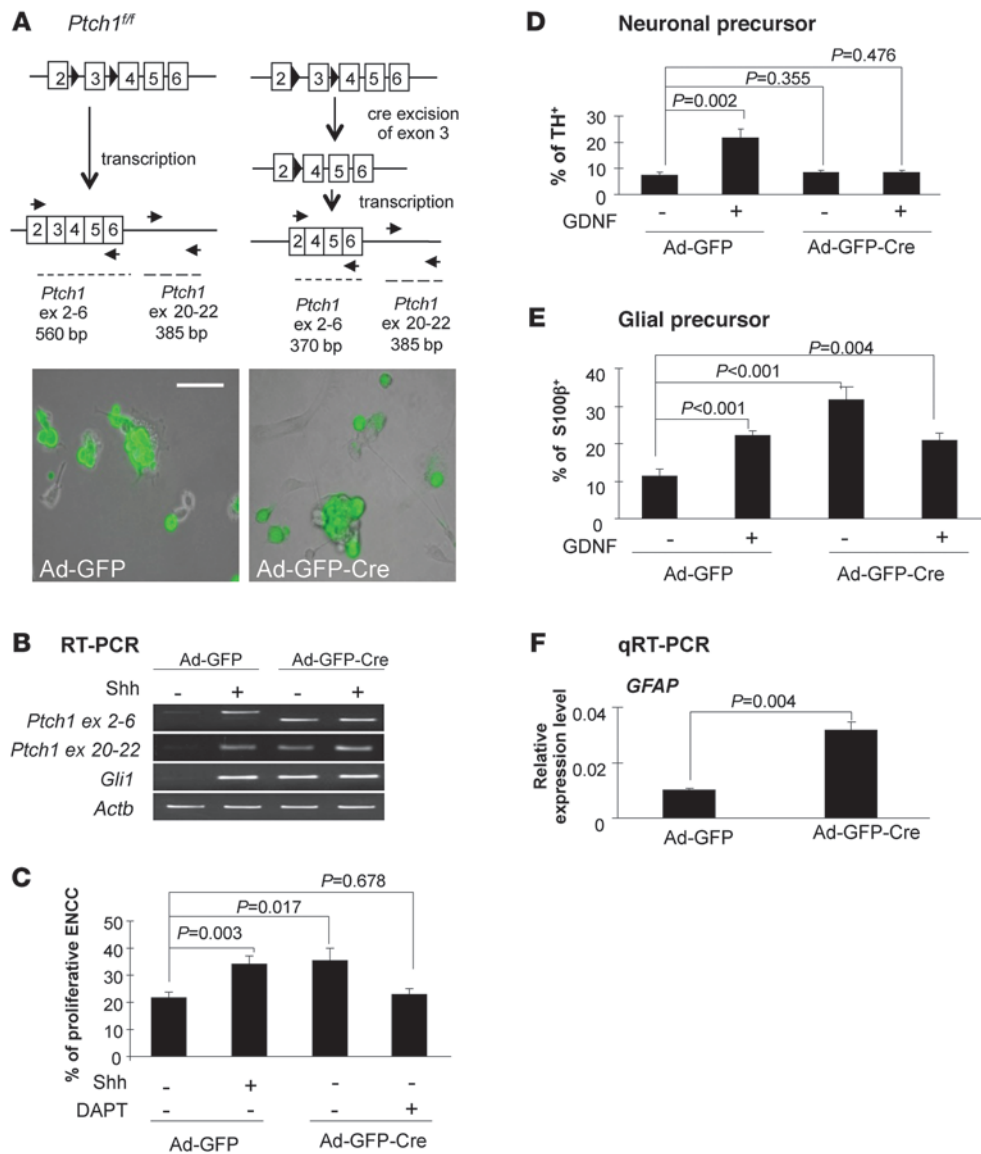 A Ptch1f/f
2 3 4 5 6
2 3 4 5 6
transcription
cre excision
of exon 3
2 4 5 6
transcription
2 3 4 5 6
2 4 5 6
Ptch1
ex 2-6
560 bp
Ptch1
ex 20-22
385 bp
Ptch1
ex 2-6
370 bp
Ptch1
ex 20-22
385 bp
Ad-GFP
Ad-GFP-Cre
B RT-PCR
Ad-GFP Ad-GFP-Cre
Shh - + - +
Ptch1 ex 2-6
Ptch1 ex 20-22
Gli1
Actb
C
P=0.678
P=0.017
P=0.003
% of proliferative ENCC
50
40
30
20
10
0
Shh - + - -
DAPT - - - +
Ad-GFP Ad-GFP-Cre
D Neuronal precursor
P=0.476
P=0.355
P=0.002
% of TH+
30
20
10
0
GDNF - + - +
Ad-GFP Ad-GFP-Cre
E Glial precursor
P=0.004
P<0.001
P<0.001
% of S100β+
40
30
20
10
0
GDNF - + - +
Ad-GFP Ad-GFP-Cre
F qRT-PCR
GFAP
P=0.004
Relative
expression level
0.04
0.02
0
Ad-GFP Ad-GFP-Cre